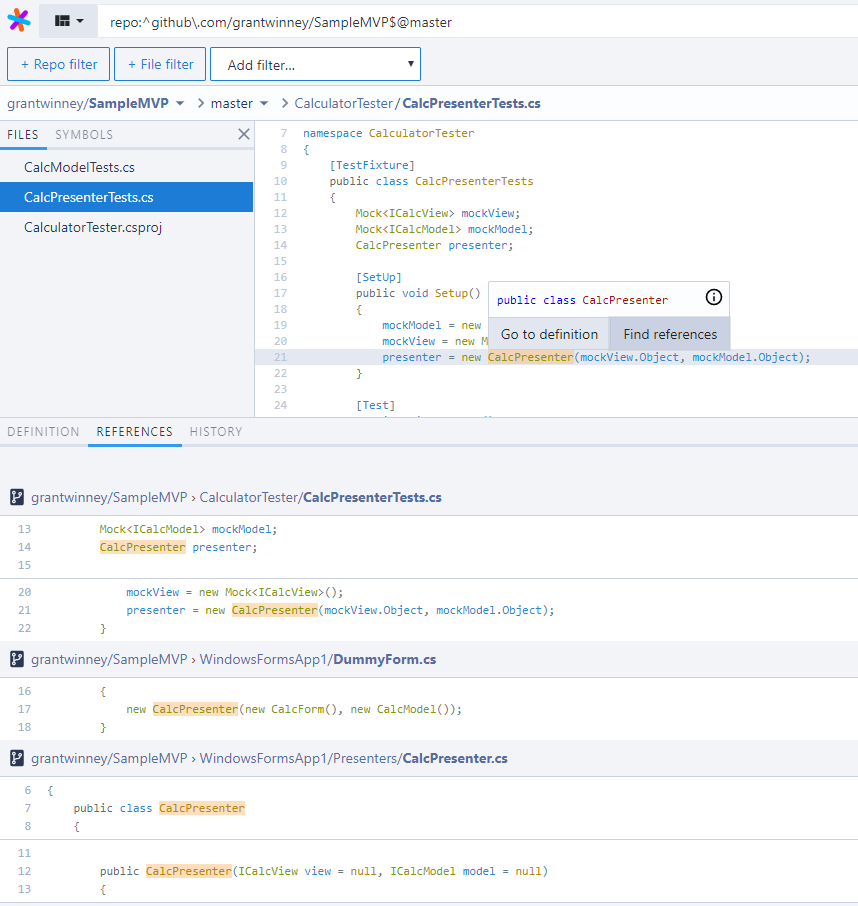 repo:^github\.com/grantwinney/SampleMVP$@master
+ Repo filter + File filter Add filter...
grantwinney/SampleMVP > master > CalculatorTester/CalcPresenterTests.cs
FILES SYMBOLS
CalcModelTests.cs
CalcPresenterTests.cs
CalculatorTester.csproj
7 namespace CalculatorTester
8 {
9 [TestFixture]
10 public class CalcPresenterTests
11 {
12 Mock<ICalcView> mockView;
13 Mock<ICalcModel> mockModel;
14 CalcPresenter presenter;
15
16 [SetUp]
17 public void Setup()
18 {
19 mockModel = new
20 mockView = new M
21 presenter = new CalcPresenter(mockView.Object, mockModel.Object);
22 }
23
24 [Test]
public class CalcPresenter
Go to definition Find references
DEFINITION REFERENCES HISTORY
grantwinney/SampleMVP › CalculatorTester/CalcPresenterTests.cs
13 Mock<ICalcModel> mockModel;
14 CalcPresenter presenter;
15
20 mockView = new Mock<ICalcView>();
21 presenter = new CalcPresenter(mockView.Object, mockModel.Object);
22 }
grantwinney/SampleMVP › WindowsFormsApp1/DummyForm.cs
16 {
17 new CalcPresenter(new CalcForm(), new CalcModel());
18 }
grantwinney/SampleMVP › WindowsFormsApp1/Presenters/CalcPresenter.cs
6 {
7 public class CalcPresenter
8 {
11
12 public CalcPresenter(ICalcView view = null, ICalcModel model = null)
13 {